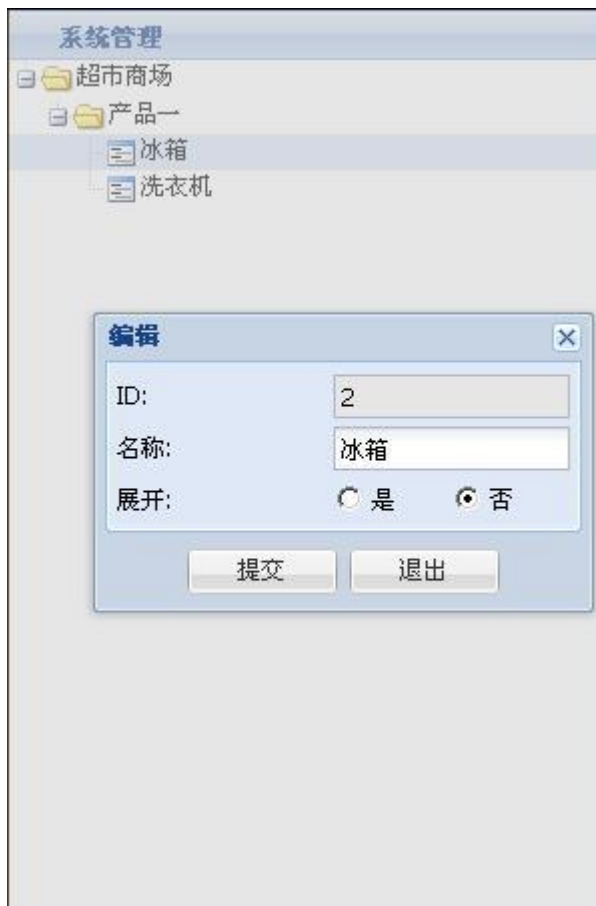 系统管理
超市商场
产品一
冰箱
洗衣机
编辑
ID: 2
名称: 冰箱
展开: 是 否
提交 退出